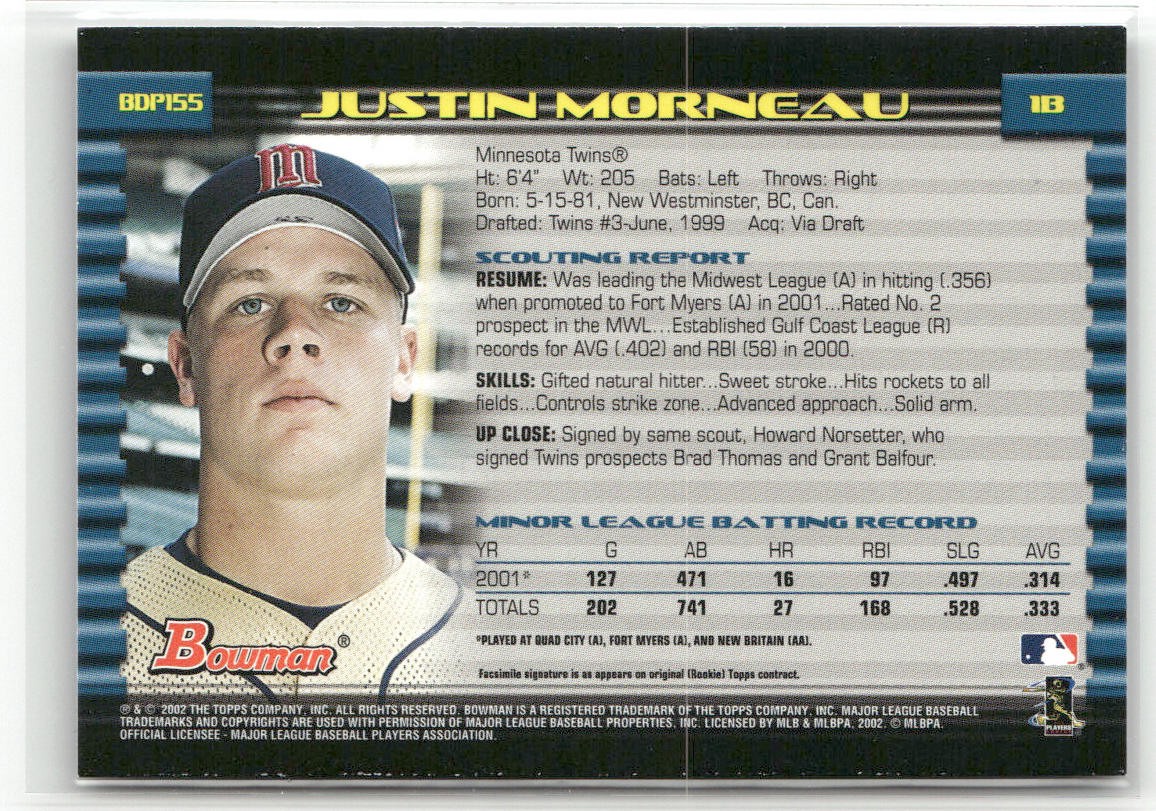 BDP155 JUSTIN MORNEAU 1B
M
Minnesota Twins®
Ht: 6'4" Wt: 205 Bats: Left Throws: Right
Born: 5-15-81, New Westminster, BC, Can.
Drafted: Twins #3-June, 1999 Acq: Via Draft
SCOUTING REPORT
RESUME: Was leading the Midwest League (A) in hitting (.356)
when promoted to Fort Myers (A) in 2001...Rated No. 2
prospect in the MWL...Established Gulf Coast League (R)
records for AVG (.402) and RBI (58) in 2000.
SKILLS: Gifted natural hitter...Sweet stroke...Hits rockets to all
fields...Controls strike zone...Advanced approach...Solid arm.
UP CLOSE: Signed by same scout, Howard Norsetter, who
signed Twins prospects Brad Thomas and Grant Balfour.
MINOR LEAGUE BATTING RECORD
YR G AB HR RBI SLG AVG
2001* 127 471 16 97 .497 .314
TOTALS 202 741 27 168 .528 .333
*PLAYED AT QUAD CITY (A), FORT MYERS (A), AND NEW BRITAIN (AA).
Bowman®
Facsimile signature is as appears on original (Rookie) Topps contract.
®
PLAYERS CHOICE
℗ & © 2002 THE TOPPS COMPANY, INC. ALL RIGHTS RESERVED. BOWMAN IS A REGISTERED TRADEMARK OF THE TOPPS COMPANY, INC. MAJOR LEAGUE BASEBALL
TRADEMARKS AND COPYRIGHTS ARE USED WITH PERMISSION OF MAJOR LEAGUE BASEBALL PROPERTIES, INC. LICENSED BY MLB & MLBPA, 2002. © MLBPA.
OFFICIAL LICENSEE - MAJOR LEAGUE BASEBALL PLAYERS ASSOCIATION.